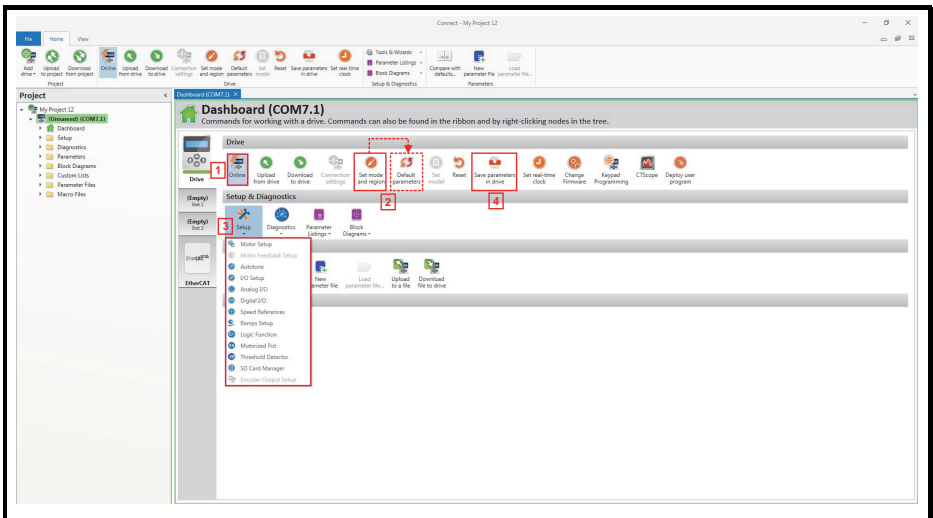 Connect - My Project 12
File Home View
Add drive
Upload to project
Download from project
Online
Upload from drive
Download to drive
Connection settings
Set mode and region
Default parameters
Set model
Reset
Save parameters in drive
Set real-time clock
Tools & Wizards
Parameter Listings
Block Diagrams
Compare with defaults...
New parameter file
Load parameter file...
Project
Drive
Setup & Diagnostics
Parameters
Project
My Project 12
(Unnamed) (COM7.1)
Dashboard
Setup
Diagnostics
Parameters
Block Diagrams
Custom Lists
Parameter Files
Macro Files
Dashboard (COM7.1)
Dashboard (COM7.1)
Commands for working with a drive. Commands can also be found in the ribbon and by right-clicking nodes in the tree.
Drive
(Empty)
Slot 1
(Empty)
Slot 2
EtherCAT
EtherCAT
Drive
1
Online
Upload from drive
Download to drive
Connection settings
Set mode and region
Default parameters
Set model
Reset
Save parameters in drive
Set real-time clock
Change Firmware
Keypad Programming
CTScope
Deploy user program
2
4
Setup & Diagnostics
3
Setup
Diagnostics
Parameter Listings
Block Diagrams
Motor Setup
Motor Feedback Setup
Autotune
I/O Setup
Analog I/O
Digital I/O
Speed References
Ramps Setup
Logic Function
Motorized Pot
Threshold Detector
SD Card Manager
Encoder Output Setup
New
ameter file
Load parameter file...
Upload to a file
Download file to drive